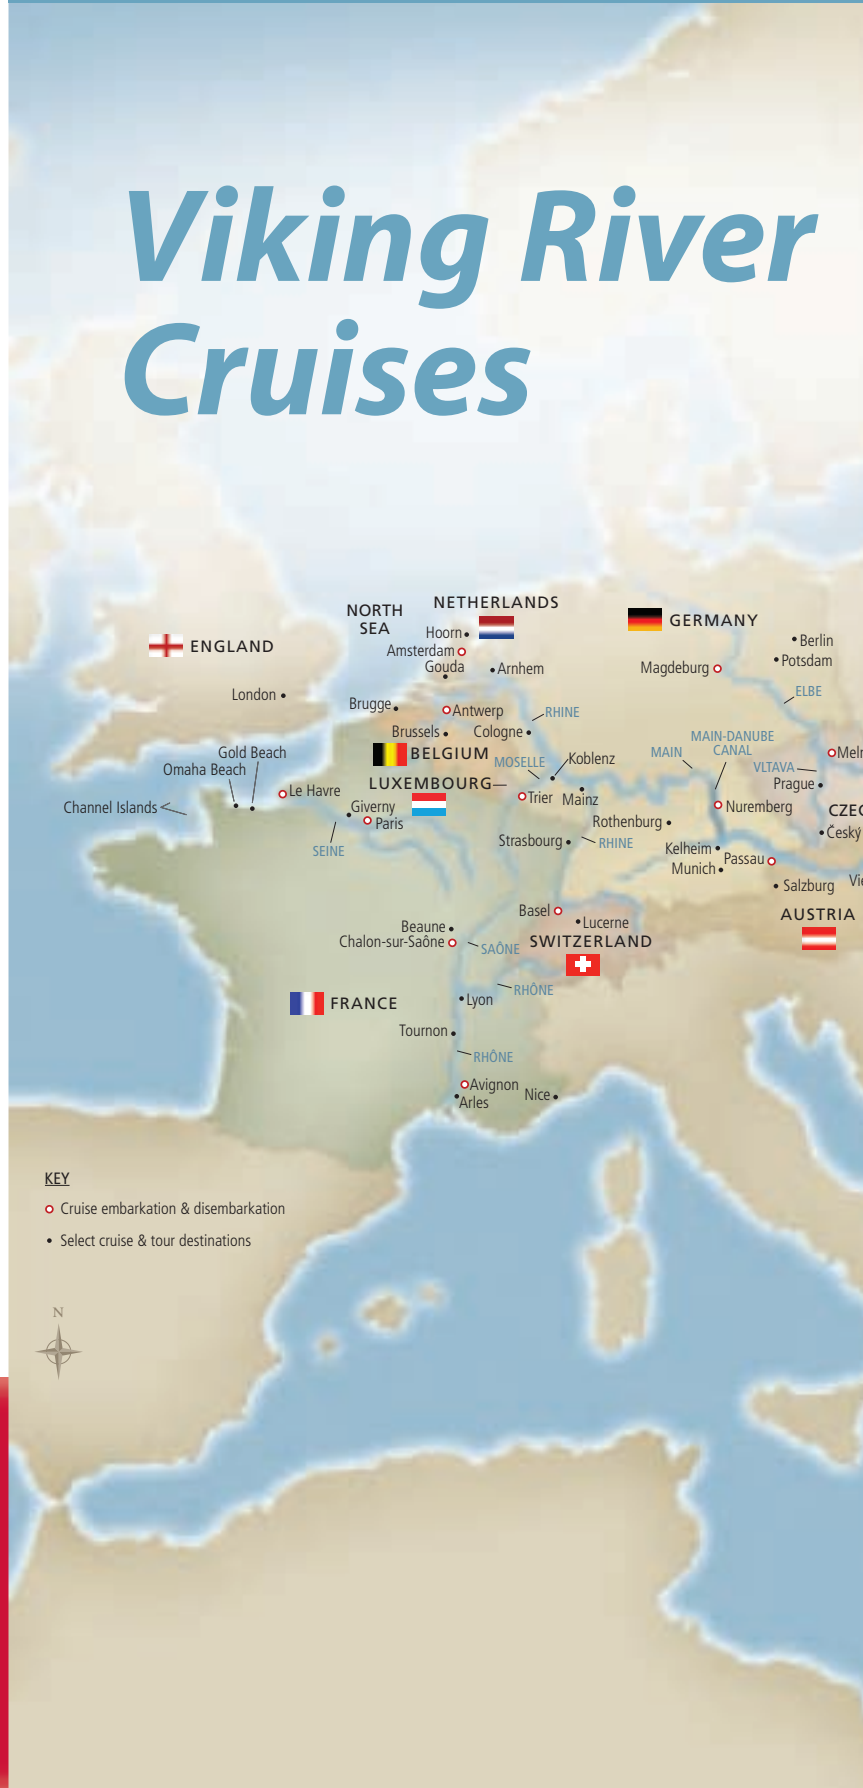 Viking River
Cruises
NORTH
SEA
NETHERLANDS
GERMANY
ENGLAND
Hoorn
Amsterdam
Gouda
Arnhem
Berlin
Potsdam
Magdeburg
ELBE
London
Brugge
Antwerp
RHINE
Brussels
Cologne
BELGIUM
MOSELLE
Koblenz
MAIN
MAIN-DANUBE
CANAL
VLTAVA
Meln
Prague
Gold Beach
Omaha Beach
Channel Islands
Le Havre
LUXEMBOURG
Giverny
Paris
Trier
Mainz
Nuremberg
CZEC
Rothenburg
Český
SEINE
Strasbourg
RHINE
Kelheim
Passau
Munich
Salzburg
Vie
Basel
Lucerne
AUSTRIA
Beaune
Chalon-sur-Saône
SAÔNE
SWITZERLAND
RHÔNE
FRANCE
Lyon
Tournon
RHÔNE
Avignon
Arles
Nice
KEY
Cruise embarkation & disembarkation
Select cruise & tour destinations
N